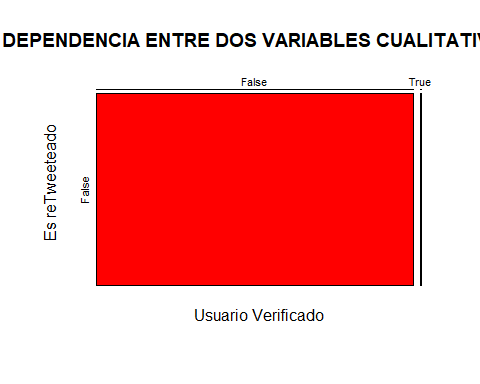 DEPENDENCIA ENTRE DOS VARIABLES CUALITATIV
False True
Es reTweeteado
False
Usuario Verificado